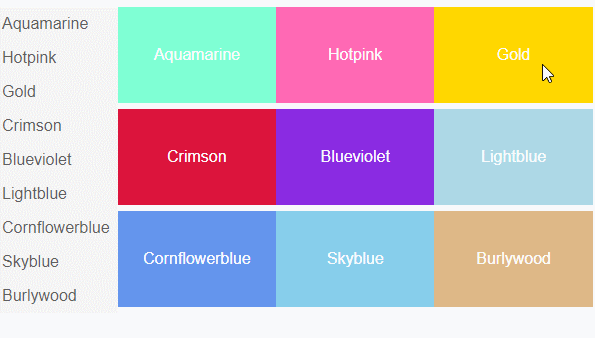 Aquamarine
Hotpink
Gold
Crimson
Blueviolet
Lightblue
Cornflowerblue
Skyblue
Burlywood
Aquamarine Hotpink Gold
Crimson Blueviolet Lightblue
Cornflowerblue Skyblue Burlywood